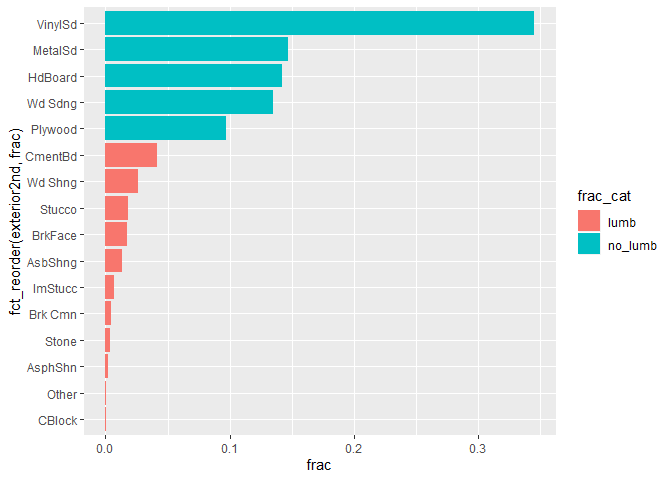 VinylSd
MetalSd
HdBoard
Wd Sdng
Plywood
CmentBd
Wd Shng
Stucco
BrkFace
AsbShng
ImStucc
Brk Cmn
Stone
AsphShn
Other
CBlock
fct_reorder(exterior2nd, frac)
0.0 0.1 0.2 0.3
frac
frac_cat
lumb
no_lumb